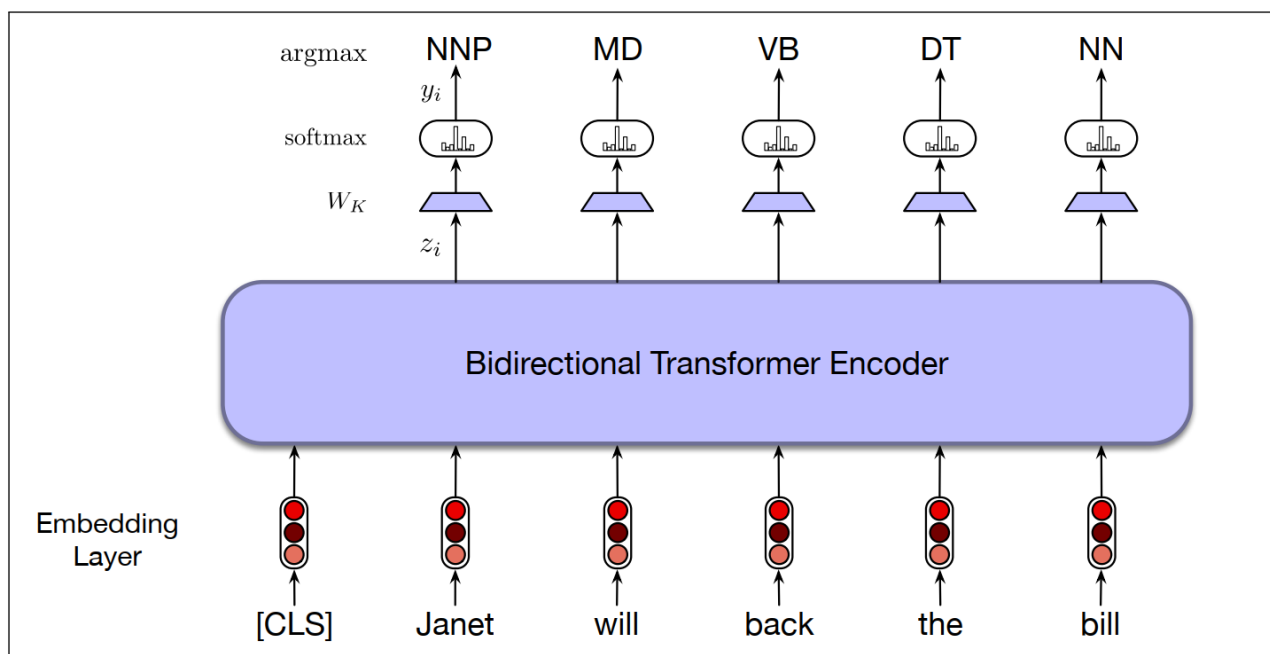 argmax NNP MD VB DT NN
y_i
softmax
W_K
z_i
Bidirectional Transformer Encoder
Embedding
Layer
[CLS] Janet will back the bill